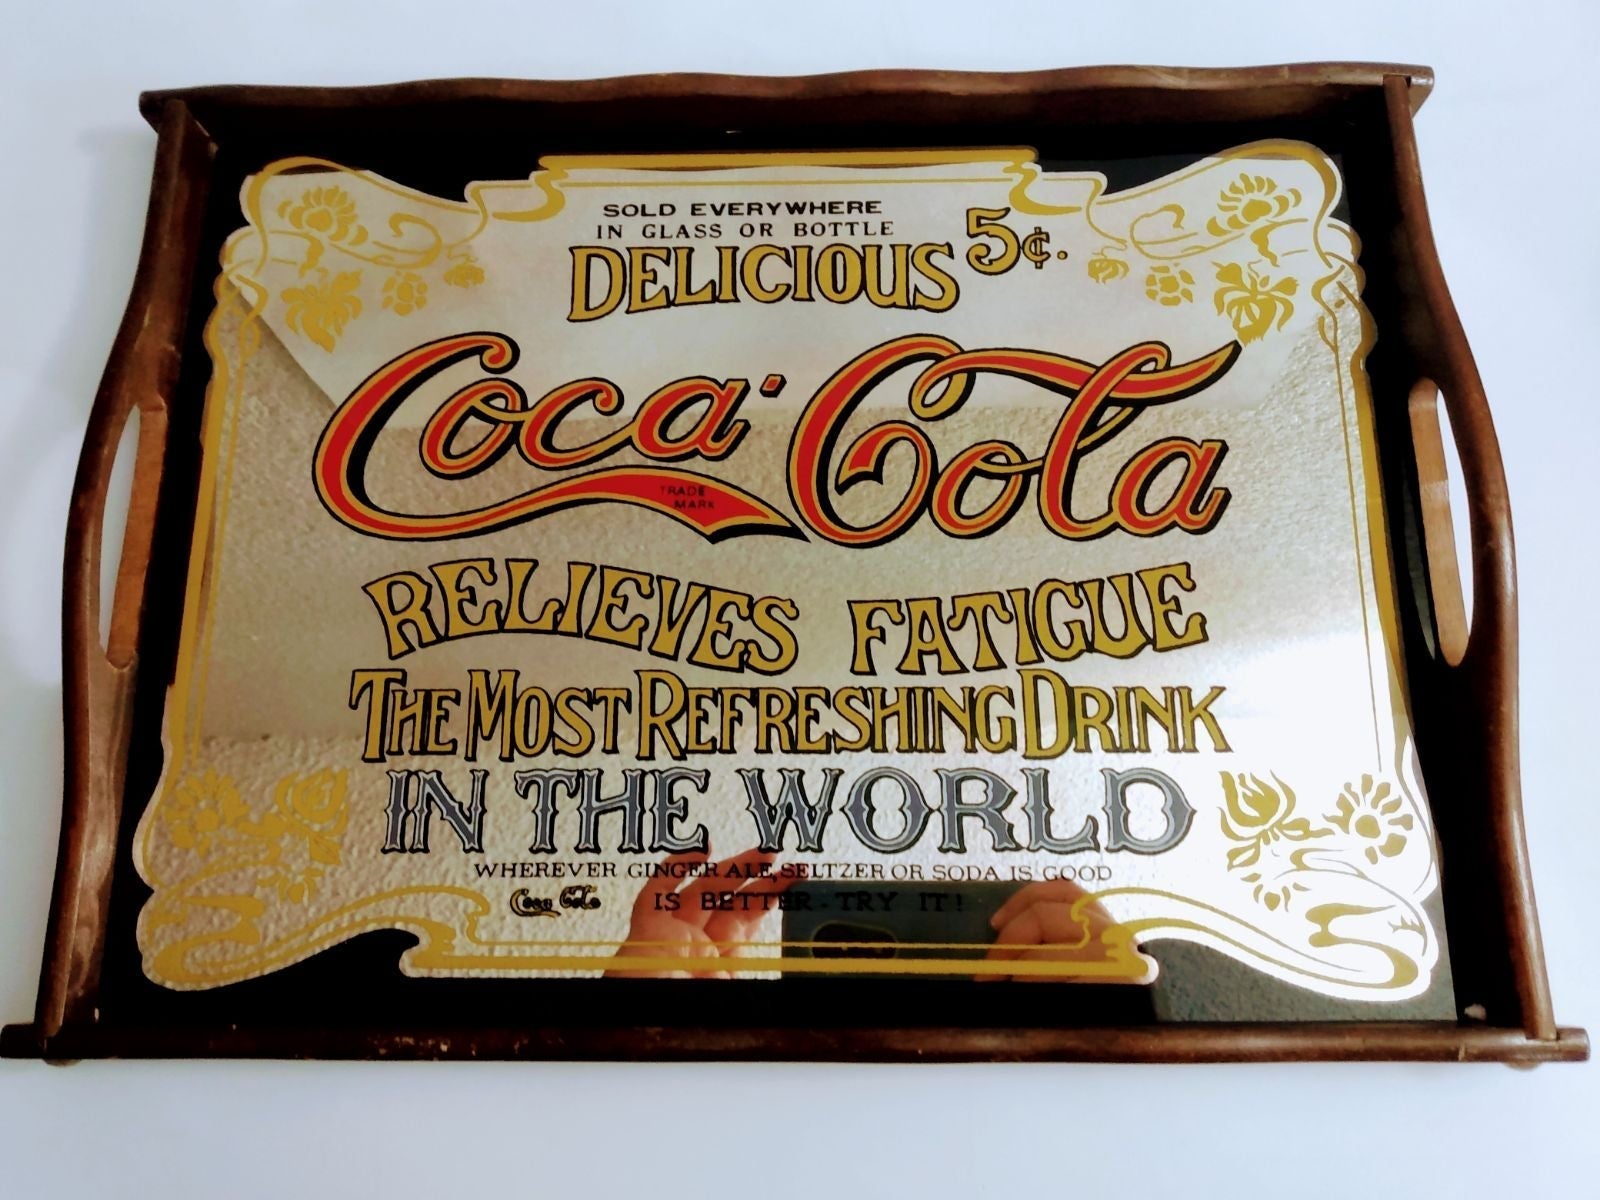 SOLD EVERYWHERE
IN GLASS OR BOTTLE
DELICIOUS 5¢.
Coca-Cola
TRADE
MARK
RELIEVES FATIGUE
THE MOST REFRESHING DRINK
IN THE WORLD
WHEREVER GINGER ALE, SELTZER OR SODA IS GOOD
Coca Cola IS BETTER - TRY IT!